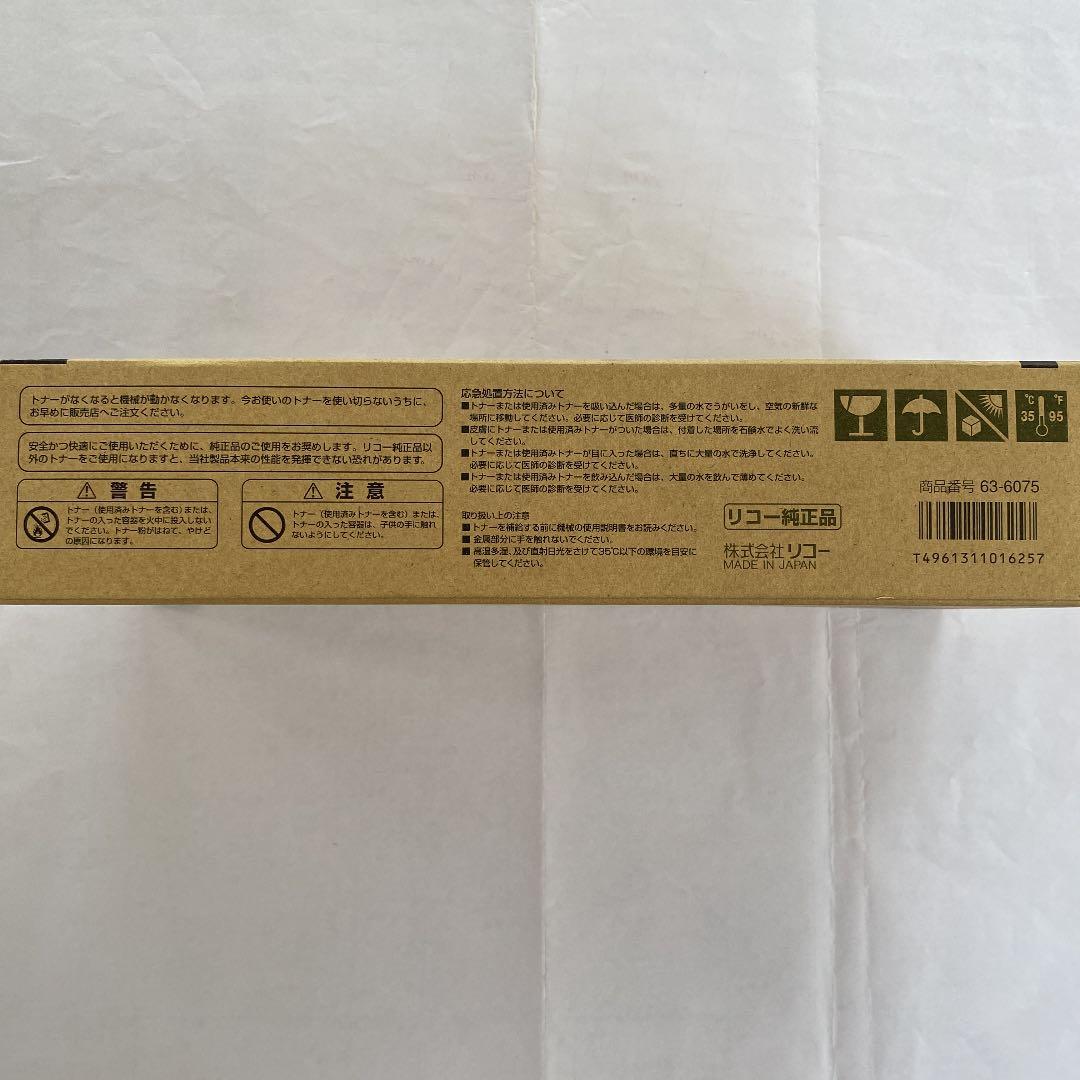 トナーがなくなると機械が動かなくなります。今お使いのトナーを使い切らないうちに、
お早めに販売店へご注文ください。
安全かつ快適にご使用いただくために、純正品のご使用をお奨めします。リコー純正品以
外のトナーをご使用になりますと、当社製品本来の性能を発揮できない恐れがあります。
警告
トナー（使用済みトナーを含む）または、
トナーの入った容器を火中に投入しない
でください。トナー粉がはねて、やけど
の原因になります。
注意
トナー（使用済みトナーを含む）または、
トナーの入った容器は、子供の手に触れ
ないようにしてください。
応急処置方法について
■トナーまたは使用済みトナーを吸い込んだ場合は、多量の水でうがいをし、空気の新鮮な
場所に移動してください。必要に応じて医師の診断を受けてください。
■皮膚にトナーまたは使用済みトナーがついた場合は、付着した場所を石鹸水でよく洗い流
してください。
■トナーまたは使用済みトナーが目に入った場合は、直ちに大量の水で洗浄してください。
必要に応じて医師の診断を受けてください。
■トナーまたは使用済みトナーを飲み込んだ場合は、大量の水を飲んで薄めてください。
必要に応じて医師の診断を受けてください。
取り扱い上の注意
■トナーを補給する前に機械の使用説明書をお読みください。
■金属部分に手を触れないでください。
■高温多湿、及び直射日光をさけて35℃以下の環境を目安に
保管してください。
リコー純正品
株式会社リコー
MADE IN JAPAN
℃ °F
35 95
商品番号 63-6075
T4961311016257